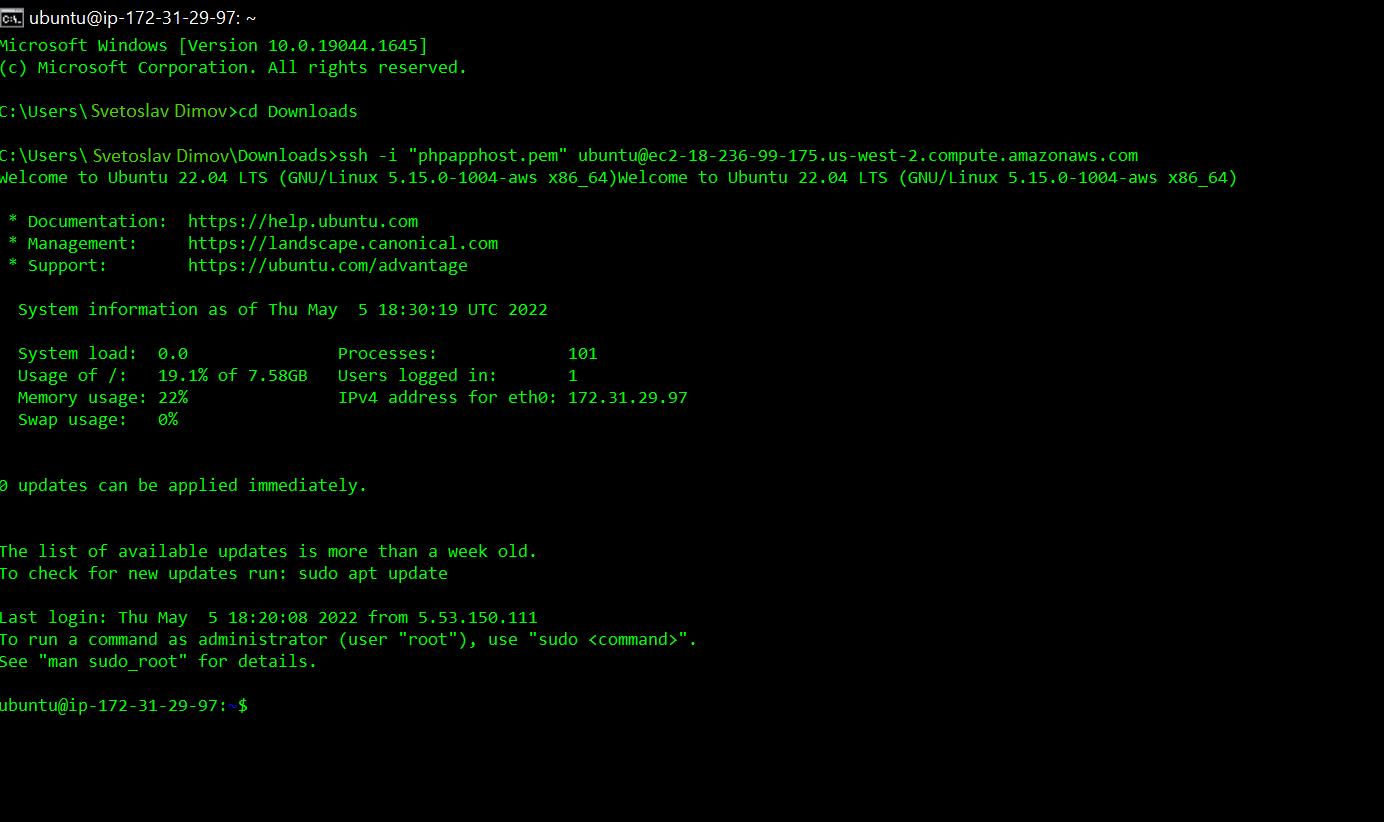 ubuntu@ip-172-31-29-97: ~
Microsoft Windows [Version 10.0.19044.1645]
(c) Microsoft Corporation. All rights reserved.
C:\Users\Svetoslav Dimov>cd Downloads
C:\Users\ Svetoslav Dimov\Downloads>ssh -i "phpapphost.pem" ubuntu@ec2-18-236-99-175.us-west-2.compute.amazonaws.com
Welcome to Ubuntu 22.04 LTS (GNU/Linux 5.15.0-1004-aws x86_64)Welcome to Ubuntu 22.04 LTS (GNU/Linux 5.15.0-1004-aws x86_64)
* Documentation:  https://help.ubuntu.com
* Management:     https://landscape.canonical.com
* Support:        https://ubuntu.com/advantage
System information as of Thu May  5 18:30:19 UTC 2022
System load:  0.0               Processes:             101
Usage of /:   19.1% of 7.58GB   Users logged in:       1
Memory usage: 22%               IPv4 address for eth0: 172.31.29.97
Swap usage:   0%
0 updates can be applied immediately.
The list of available updates is more than a week old.
To check for new updates run: sudo apt update
Last login: Thu May  5 18:20:08 2022 from 5.53.150.111
To run a command as administrator (user "root"), use "sudo <command>".
See "man sudo_root" for details.
ubuntu@ip-172-31-29-97:~$